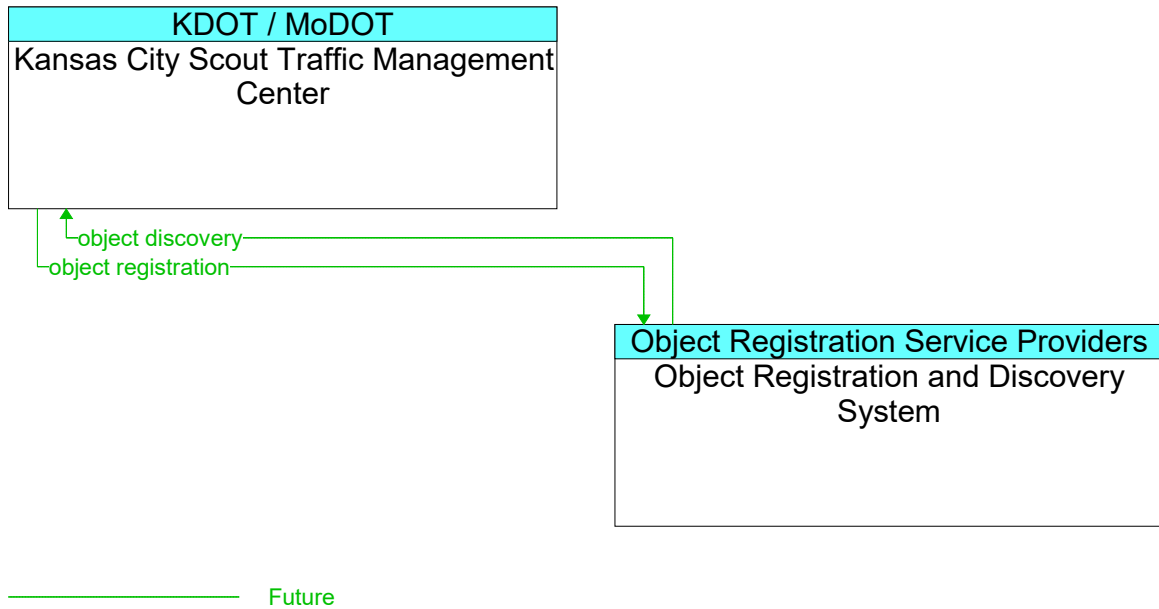 KDOT / MoDOT
Kansas City Scout Traffic Management
Center
object discovery
object registration
Object Registration Service Providers
Object Registration and Discovery
System
Future